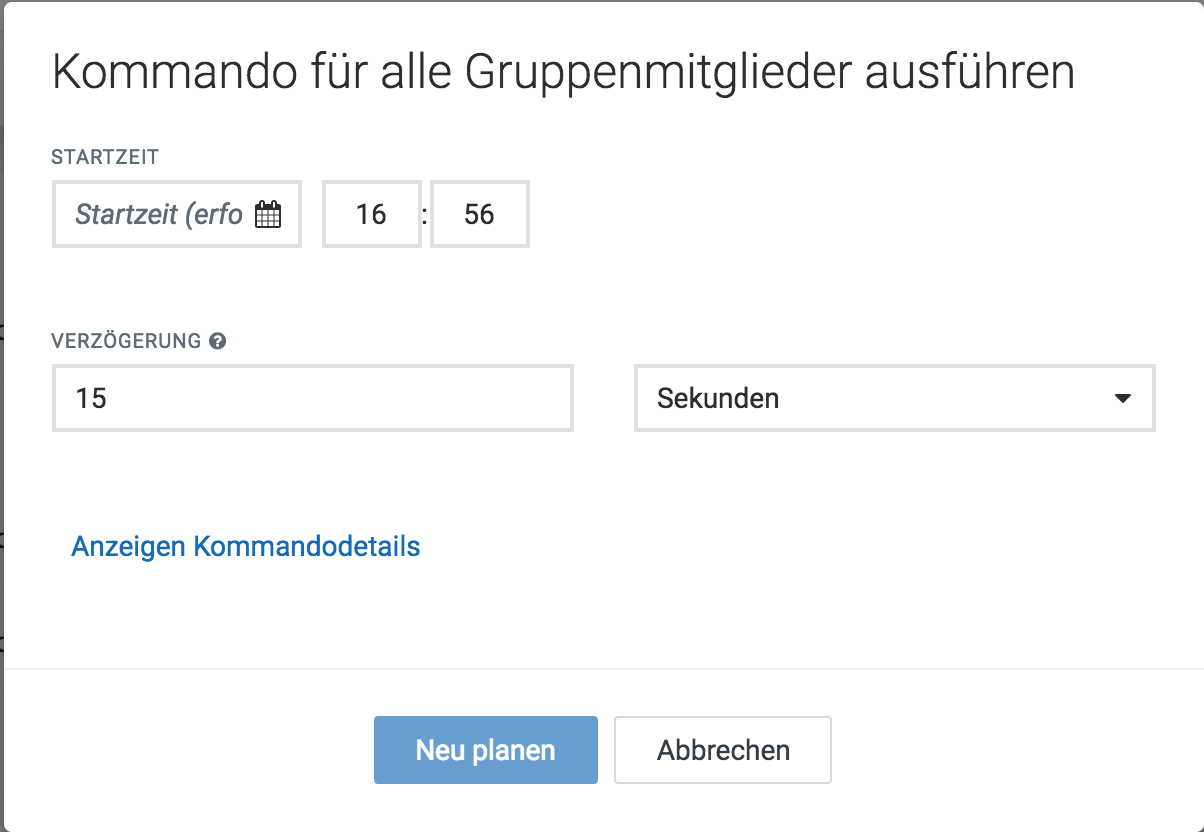 Kommando für alle Gruppenmitglieder ausführen
STARTZEIT
Startzeit (erfo 16 : 56
VERZÖGERUNG
15 Sekunden
Anzeigen Kommandodetails
Neu planen Abbrechen